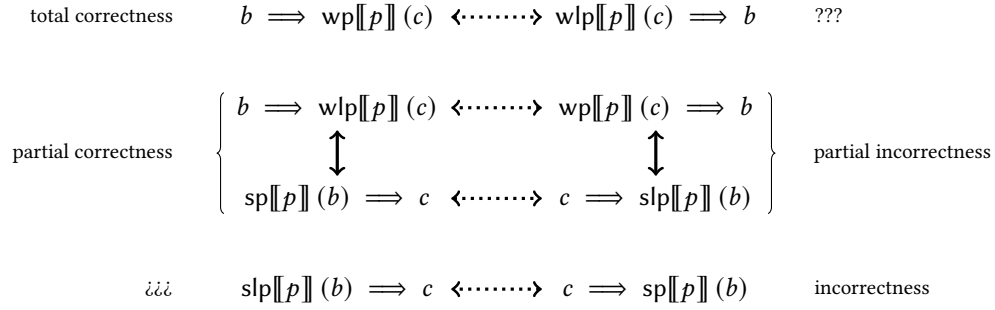 total correctness b ⟹ wp⟦p⟧ (c) <········> wlp⟦p⟧ (c) ⟹ b ???
b ⟹ wlp⟦p⟧ (c) <········> wp⟦p⟧ (c) ⟹ b
partial correctness { ↕ ↕ } partial incorrectness
sp⟦p⟧ (b) ⟹ c <········> c ⟹ slp⟦p⟧ (b)
¿¿¿ slp⟦p⟧ (b) ⟹ c <········> c ⟹ sp⟦p⟧ (b) incorrectness